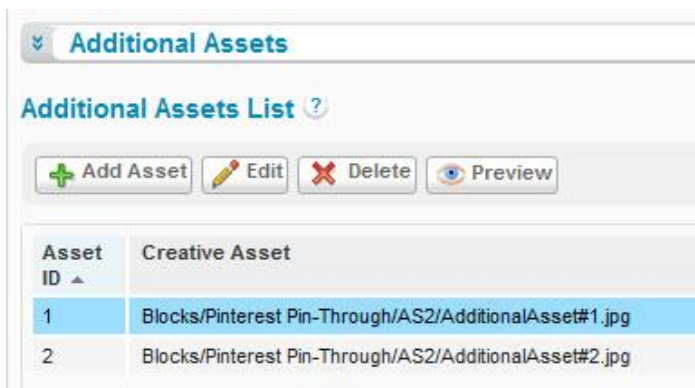 Additional Assets
Additional Assets List ?
Add Asset Edit Delete Preview
Asset ID Creative Asset
1 Blocks/Pinterest Pin-Through/AS2/AdditionalAsset#1.jpg
2 Blocks/Pinterest Pin-Through/AS2/AdditionalAsset#2.jpg